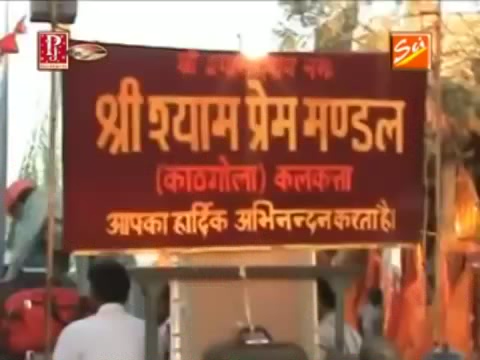 श्री श्याम प्रेम मण्डल
(काठगोला) कलकत्ता
आपका हार्दिक अभिनन्दन करता है।